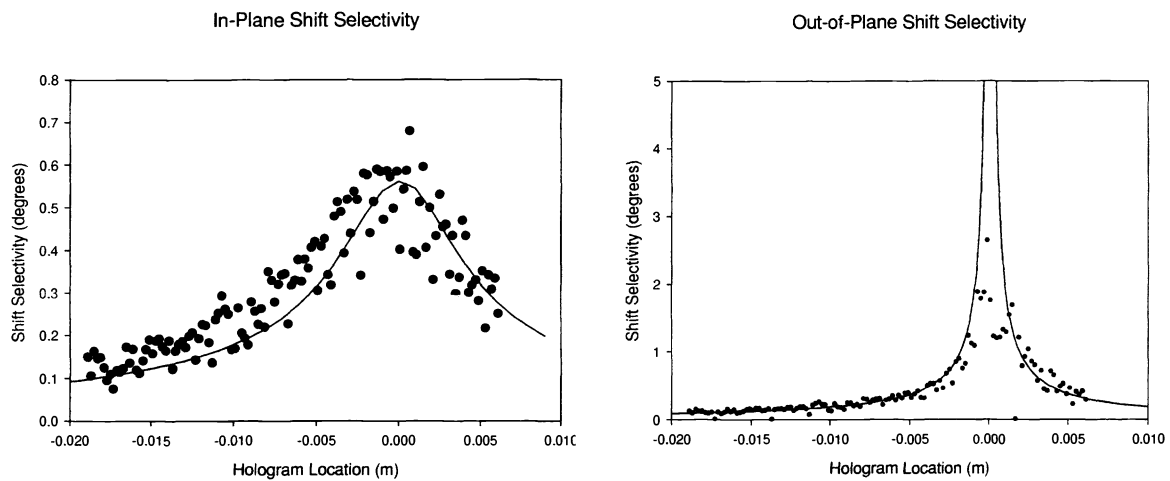 In-Plane Shift Selectivity
Shift Selectivity (degrees)
0.8
0.7
0.6
0.5
0.4
0.3
0.2
0.1
0.0
-0.020 -0.015 -0.010 -0.005 0.000 0.005 0.010
Hologram Location (m)
Out-of-Plane Shift Selectivity
Shift Selectivity (degrees)
5
4
3
2
1
0
-0.020 -0.015 -0.010 -0.005 0.000 0.005 0.010
Hologram Location (m)